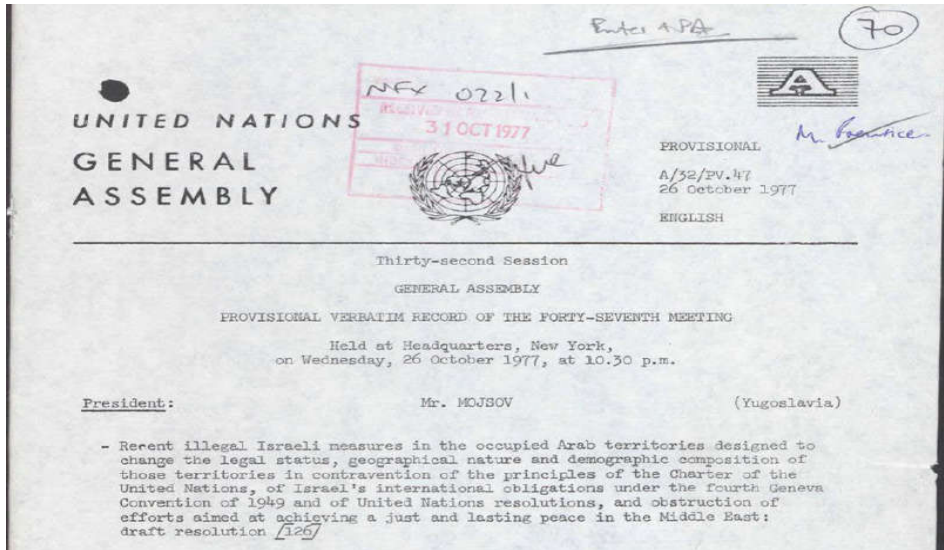 Enter NPA
70
MFX 022/1
31 OCT 1977
UNITED NATIONS
GENERAL
ASSEMBLY
PROVISIONAL
A/32/PV.47
26 October 1977
ENGLISH
Thirty-second Session
GENERAL ASSEMBLY
PROVISIONAL VERBATIM RECORD OF THE FORTY-SEVENTH MEETING
Held at Headquarters, New York,
on Wednesday, 26 October 1977, at 10.30 p.m.
President: Mr. MOJSOV (Yugoslavia)
- Recent illegal Israeli measures in the occupied Arab territories designed to
change the legal status, geographical nature and demographic composition of
those territories in contravention of the principles of the Charter of the
United Nations, of Israel's international obligations under the fourth Geneva
Convention of 1949 and of United Nations resolutions, and obstruction of
efforts aimed at achieving a just and lasting peace in the Middle East:
draft resolution /126/